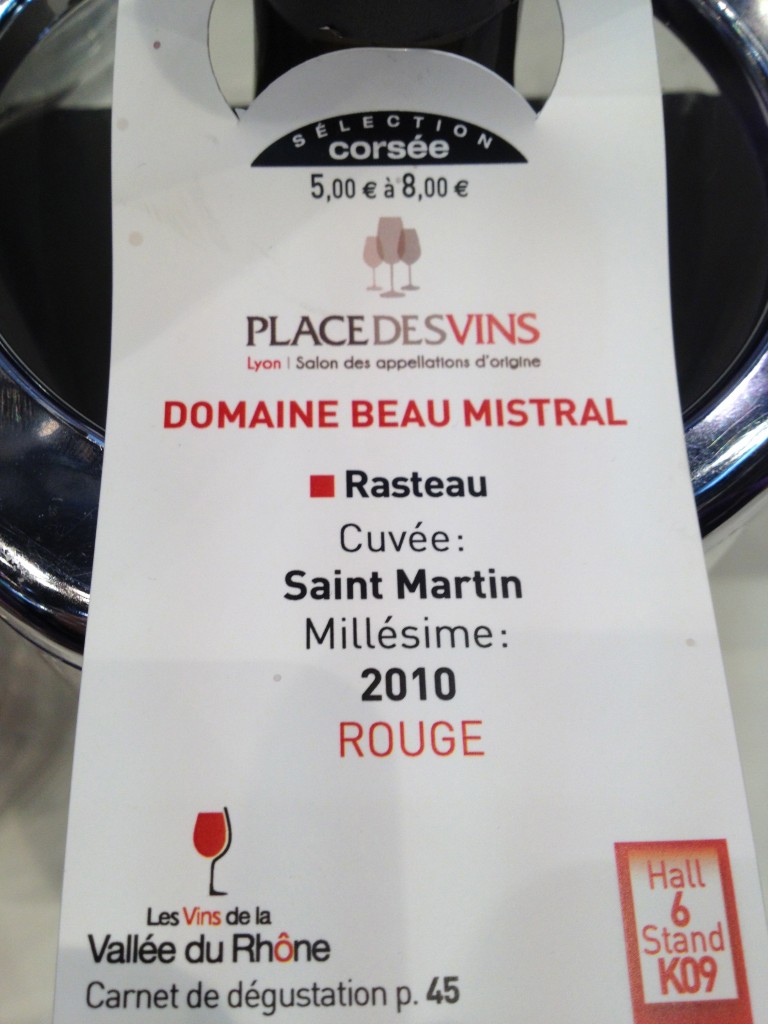 SÉLECTION
corsée
5,00 € à 8,00 €
PLACEDESVINS
Lyon | Salon des appellations d'origine
DOMAINE BEAU MISTRAL
Rasteau
Cuvée :
Saint Martin
Millésime :
2010
ROUGE
Les Vins de la
Vallée du Rhône
Carnet de dégustation p. 45
Hall
6
Stand
K09